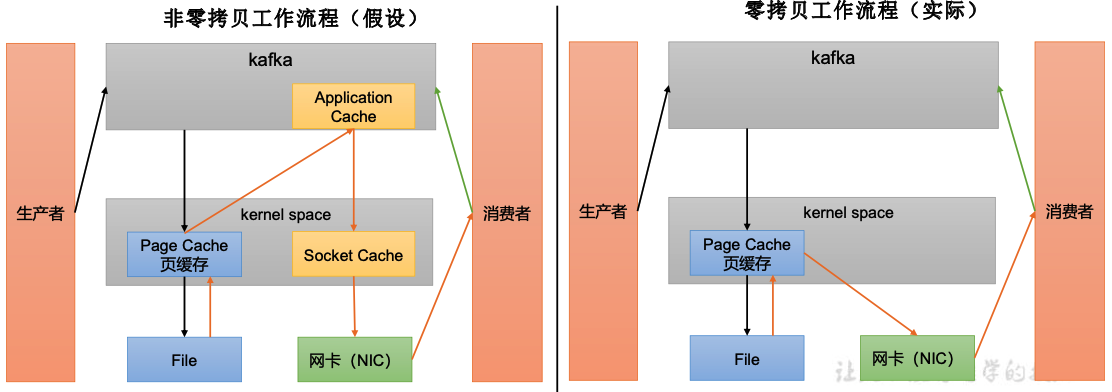 非零拷贝工作流程（假设）
kafka
Application
Cache
生产者
kernel space
消费者
Page Cache
页缓存
Socket Cache
File
网卡（NIC）
零拷贝工作流程（实际）
kafka
生产者
kernel space
消费者
Page Cache
页缓存
File
网卡（NIC）
让
学的